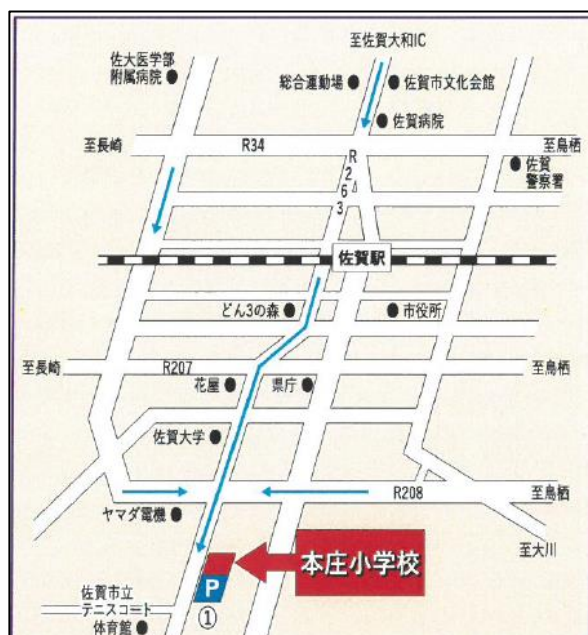 至佐賀大和IC
佐大医学部
附属病院
総合運動場
佐賀市文化会館
佐賀病院
至長崎
R34
至鳥栖
R263
佐賀
警察署
佐賀駅
どん3の森
市役所
至長崎
R207
至鳥栖
花屋
県庁
佐賀大学
R208
至鳥栖
ヤマダ電機
至大川
本庄小学校
P
①
佐賀市立
テニスコート
体育館